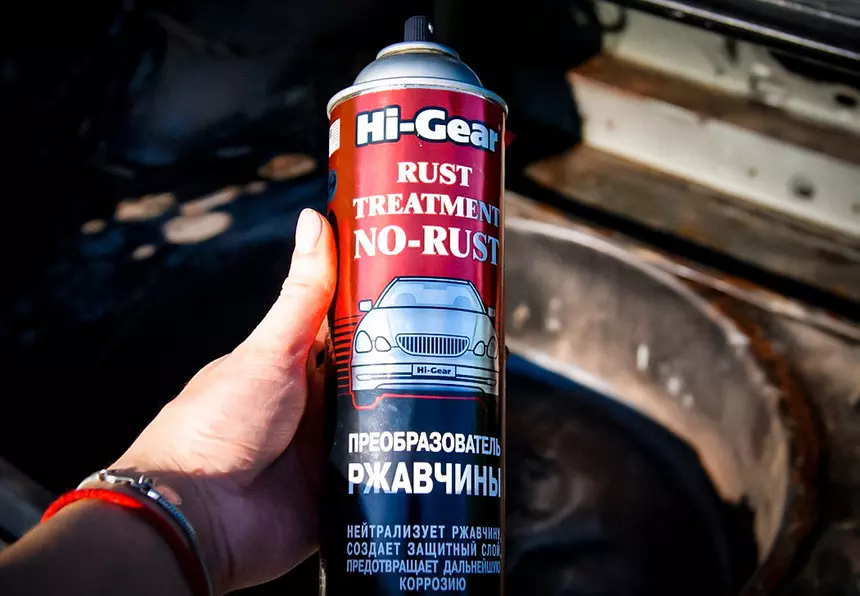 Hi-Gear
RUST
TREATMENT
NO-RUST
Hi-Gear
ПРЕОБРАЗОВАТЕЛЬ
РЖАВЧИНЫ
НЕЙТРАЛИЗУЕТ РЖАВЧИНУ
СОЗДАЕТ ЗАЩИТНЫЙ СЛОЙ,
ПРЕДОТВРАЩАЕТ ДАЛЬНЕЙШУЮ
КОРРОЗИЮ